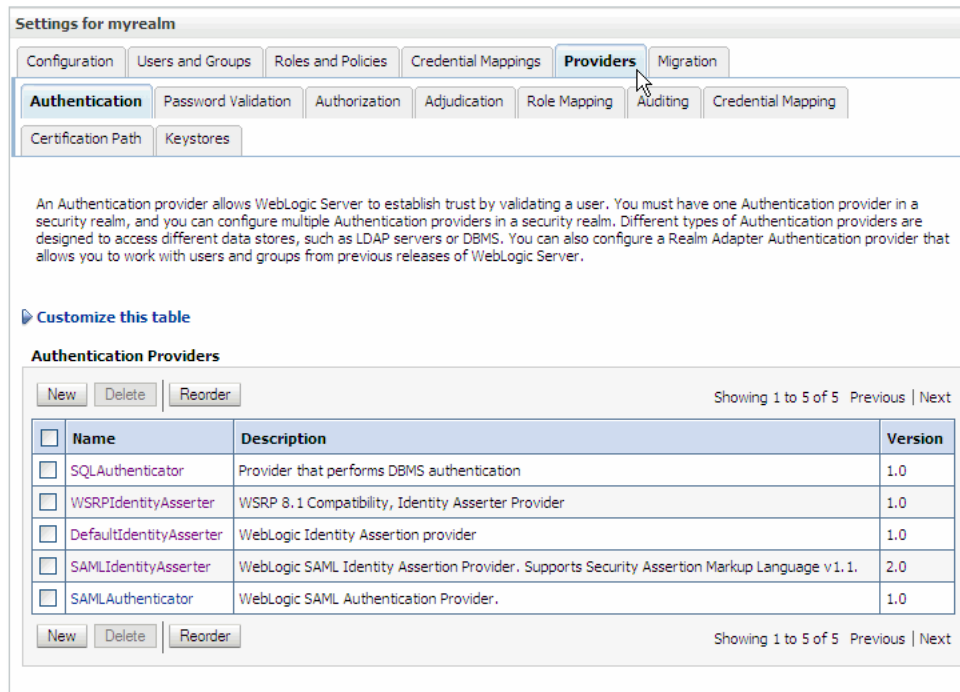 Settings for myrealm
Configuration Users and Groups Roles and Policies Credential Mappings Providers Migration
Authentication Password Validation Authorization Adjudication Role Mapping Auditing Credential Mapping
Certification Path Keystores
An Authentication provider allows WebLogic Server to establish trust by validating a user. You must have one Authentication provider in a
security realm, and you can configure multiple Authentication providers in a security realm. Different types of Authentication providers are
designed to access different data stores, such as LDAP servers or DBMS. You can also configure a Realm Adapter Authentication provider that
allows you to work with users and groups from previous releases of WebLogic Server.
Customize this table
Authentication Providers
New Delete Reorder Showing 1 to 5 of 5 Previous | Next
Name Description Version
SQLAuthenticator Provider that performs DBMS authentication 1.0
WSRPIdentityAsserter WSRP 8.1 Compatibility, Identity Asserter Provider 1.0
DefaultIdentityAsserter WebLogic Identity Assertion provider 1.0
SAMLIdentityAsserter WebLogic SAML Identity Assertion Provider. Supports Security Assertion Markup Language v1.1. 2.0
SAMLAuthenticator WebLogic SAML Authentication Provider. 1.0
New Delete Reorder Showing 1 to 5 of 5 Previous | Next